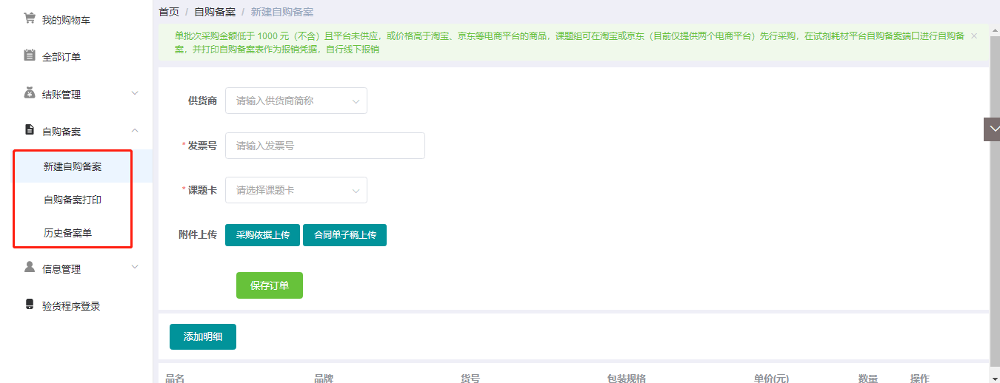 我的购物车
全部订单
结账管理
自购备案
新建自购备案
自购备案打印
历史备案单
信息管理
验货程序登录
首页 / 自购备案 / 新建自购备案
单批次采购金额低于 1000 元（不含）且平台未供应，或价格高于淘宝、京东等电商平台的商品，课题组可在淘宝或京东（目前仅提供两个电商平台）先行采购，在试剂耗材平台自购备案端口进行自购备
案，并打印自购备案表作为报销凭据，自行线下报销
供货商 请输入供货商简称
* 发票号 请输入发票号
* 课题卡 请选择课题卡
附件上传 采购依据上传 合同单子稿上传
保存订单
添加明细
品名 品牌 货号 包装规格 单价(元) 数量 操作